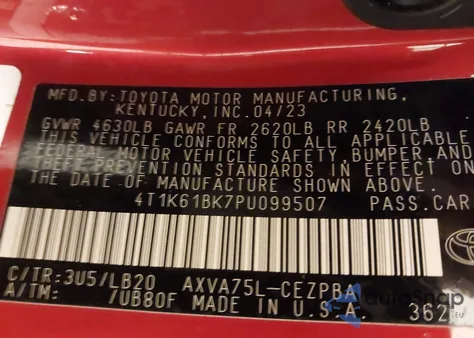 MFD.BY:TOYOTA MOTOR MANUFACTURING,
KENTUCKY,INC.04/23
GVWR 4630LB GAWR FR 2620LB RR 2420LB
THIS VEHICLE CONFORMS TO ALL APPLICABLE
FEDERAL MOTOR VEHICLE SAFETY,BUMPER,AND
THEFT PREVENTION STANDARDS IN EFFECT ON
THE DATE OF MANUFACTURE SHOWN ABOVE.
4T1K61BK7PU099507 PASS.CAR
C/TR:3U5/LB20 AXVA75L-CEZPBA
A/TM: /UB80F MADE IN U.S.A. 362
AutoSnap
.EU